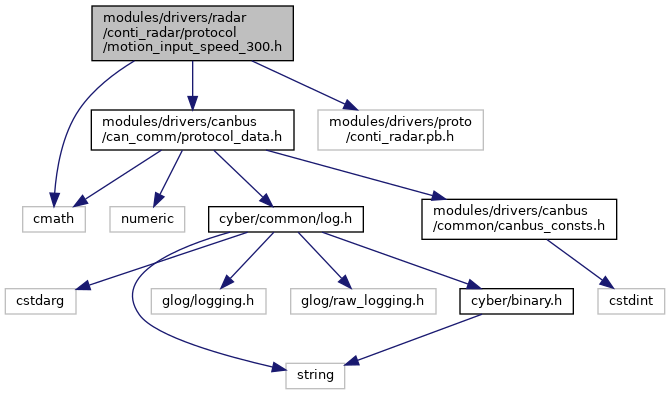 modules/drivers/radar
/conti_radar/protocol
/motion_input_speed_300.h
modules/drivers/canbus
/can_comm/protocol_data.h
modules/drivers/proto
/conti_radar.pb.h
cmath
numeric
cyber/common/log.h
modules/drivers/canbus
/common/canbus_consts.h
cstdarg
glog/logging.h
glog/raw_logging.h
cyber/binary.h
cstdint
string